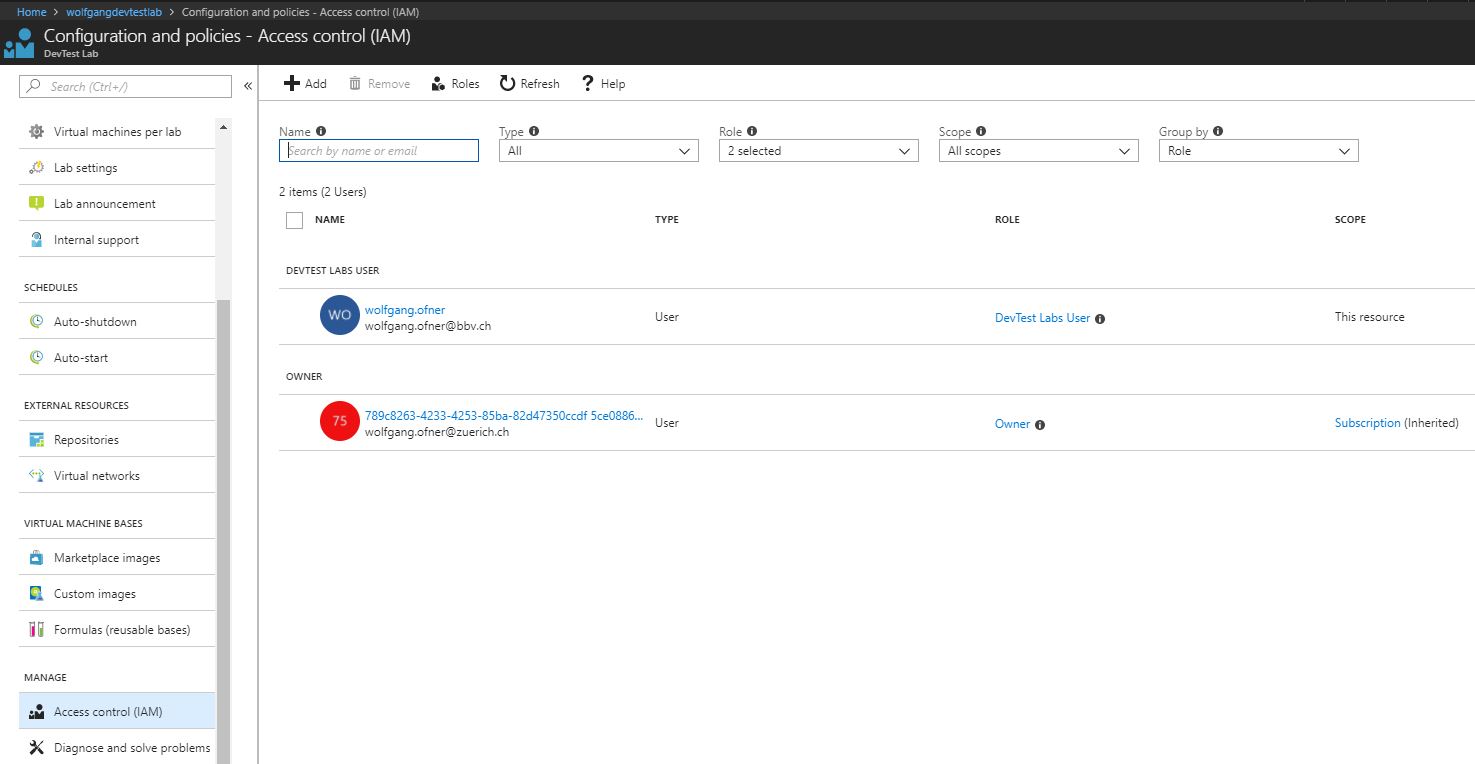 Home > wolfgangdevtestlab > Configuration and policies - Access control (IAM)
Configuration and policies - Access control (IAM)
DevTest Lab
Search (Ctrl+/)
«
Virtual machines per lab
Lab settings
Lab announcement
Internal support
SCHEDULES
Auto-shutdown
Auto-start
EXTERNAL RESOURCES
Repositories
Virtual networks
VIRTUAL MACHINE BASES
Marketplace images
Custom images
Formulas (reusable bases)
MANAGE
Access control (IAM)
Diagnose and solve problems
Add Remove Roles Refresh ? Help
Name Type Role Scope Group by
Search by name or email All 2 selected All scopes Role
2 items (2 Users)
NAME TYPE ROLE SCOPE
DEVTEST LABS USER
WO wolfgang.ofner
wolfgang.ofner@bbv.ch
User DevTest Labs User This resource
OWNER
75 789c8263-4233-4253-85ba-82d47350ccdf 5ce0886...
wolfgang.ofner@zuerich.ch
User Owner Subscription (Inherited)